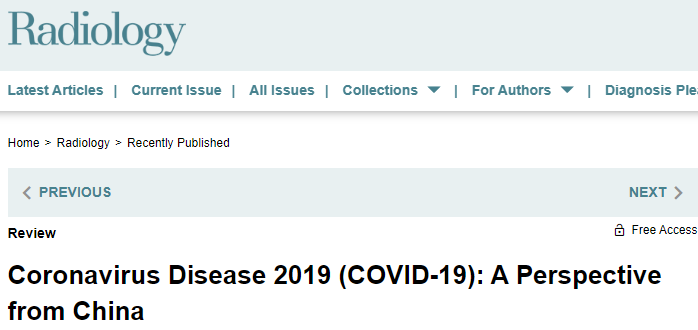 Radiology
Latest Articles | Current Issue | All Issues | Collections | For Authors | Diagnosis Ple
Home > Radiology > Recently Published
PREVIOUS NEXT
Review Free Access
Coronavirus Disease 2019 (COVID-19): A Perspective
from China